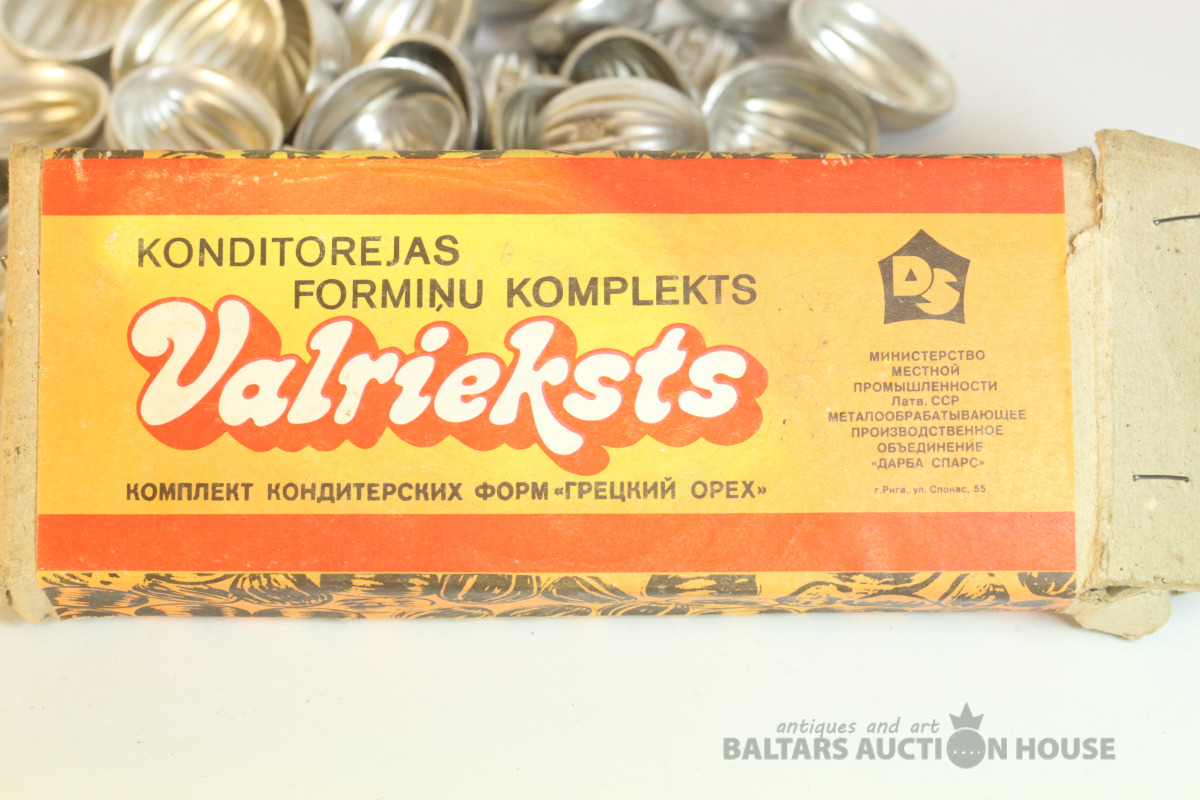 KONDITOREJAS
FORMIŅU KOMPLEKTS
Valrieksts
КОМПЛЕКТ КОНДИТЕРСКИХ ФОРМ «ГРЕЦКИЙ ОРЕХ»
DS
МИНИСТЕРСТВО
МЕСТНОЙ
ПРОМЫШЛЕННОСТИ
Латв. ССР
МЕТАЛООБРАБАТЫВАЮЩЕЕ
ПРОИЗВОДСТВЕННОЕ
ОБЪЕДИНЕНИЕ
«ДАРБА СПАРС»
г.Рига, ул. Спокас, 55
antiques and art
BALTARS AUCTION HOUSE